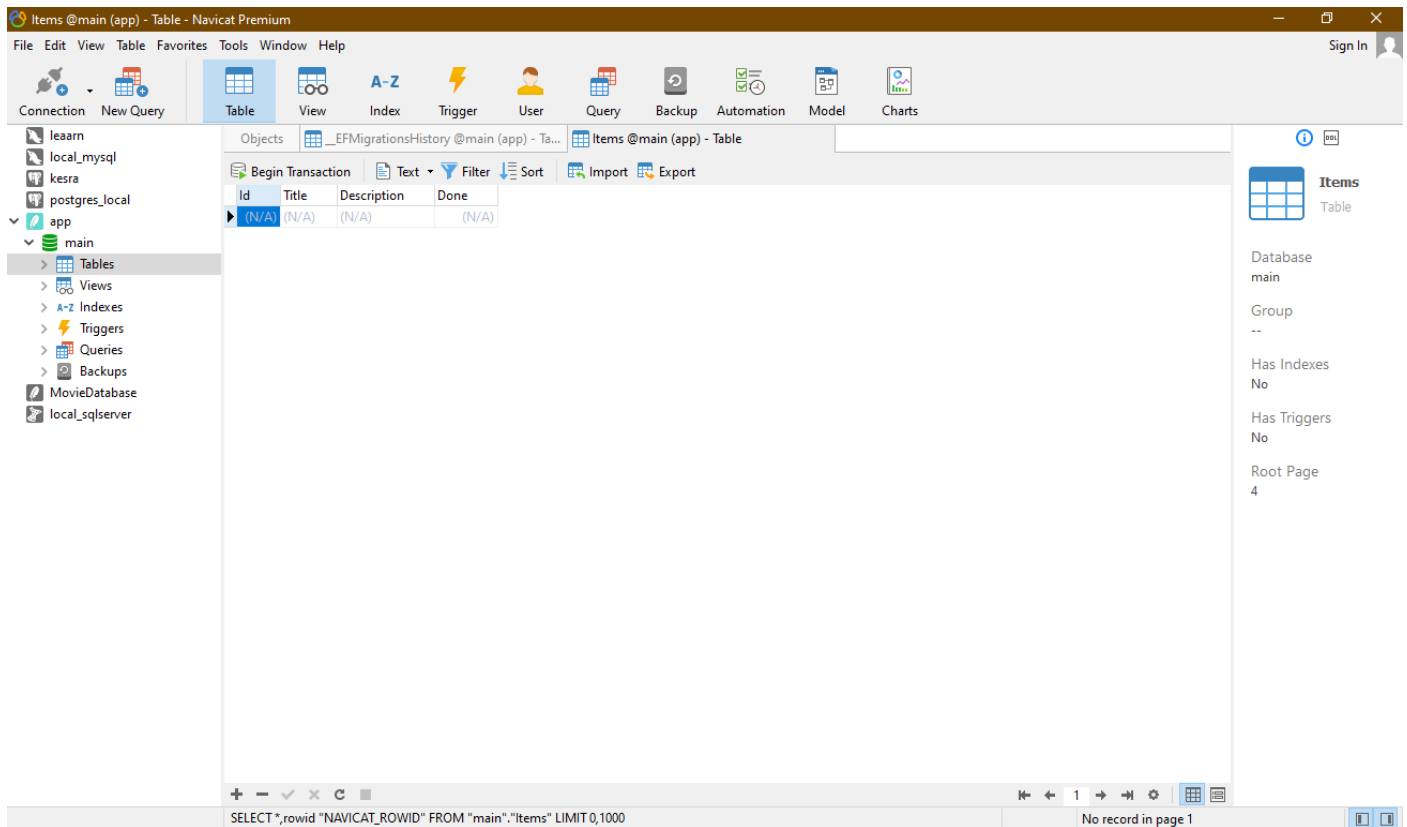 Items @main (app) - Table - Navicat Premium
File Edit View Table Favorites Tools Window Help
Sign In
Connection New Query Table View Index Trigger User Query Backup Automation Model Charts
A-Z
leaarn
local_mysql
kesra
postgres_local
app
main
Tables
Views
A-Z Indexes
Triggers
Queries
Backups
MovieDatabase
local_sqlserver
Objects __EFMigrationsHistory @main (app) - Ta... Items @main (app) - Table
Begin Transaction Text Filter Sort Import Export
Id Title Description Done
(N/A) (N/A) (N/A) (N/A)
DDL
Items
Table
Database
main
Group
--
Has Indexes
No
Has Triggers
No
Root Page
4
1
SELECT *,rowid "NAVICAT_ROWID" FROM "main"."Items" LIMIT 0,1000
No record in page 1